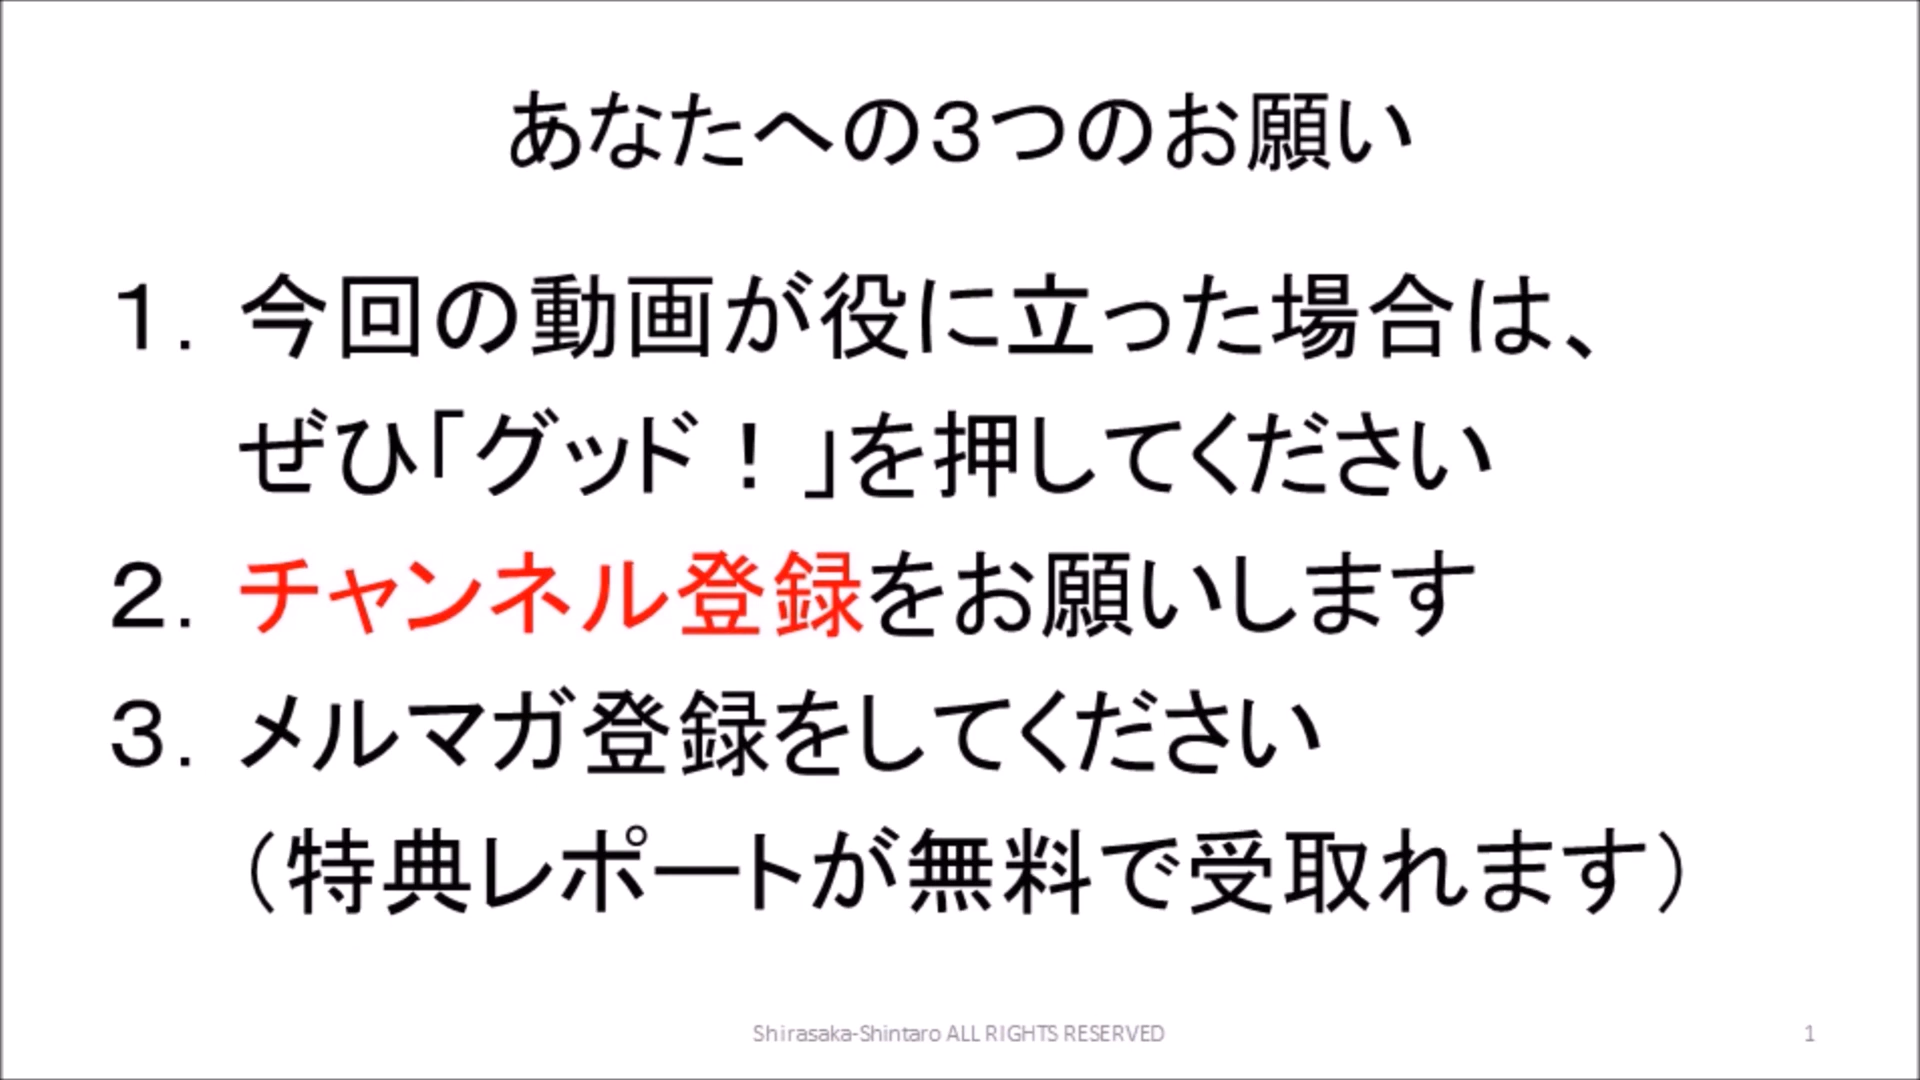 あなたへの３つのお願い
１．今回の動画が役に立った場合は、
ぜひ「グッド！」を押してください
２．チャンネル登録をお願いします
３．メルマガ登録をしてください
（特典レポートが無料で受取れます）
Shirasaka-Shintaro ALL RIGHTS RESERVED
1